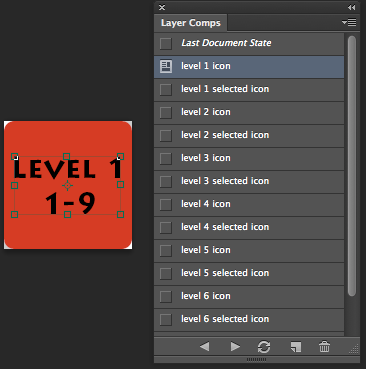 Layer Comps
Last Document State
level 1 icon
level 1 selected icon
level 2 icon
level 2 selected icon
level 3 icon
level 3 selected icon
level 4 icon
level 4 selected icon
level 5 icon
level 5 selected icon
level 6 icon
level 6 selected icon
LEVEL 1
1-9